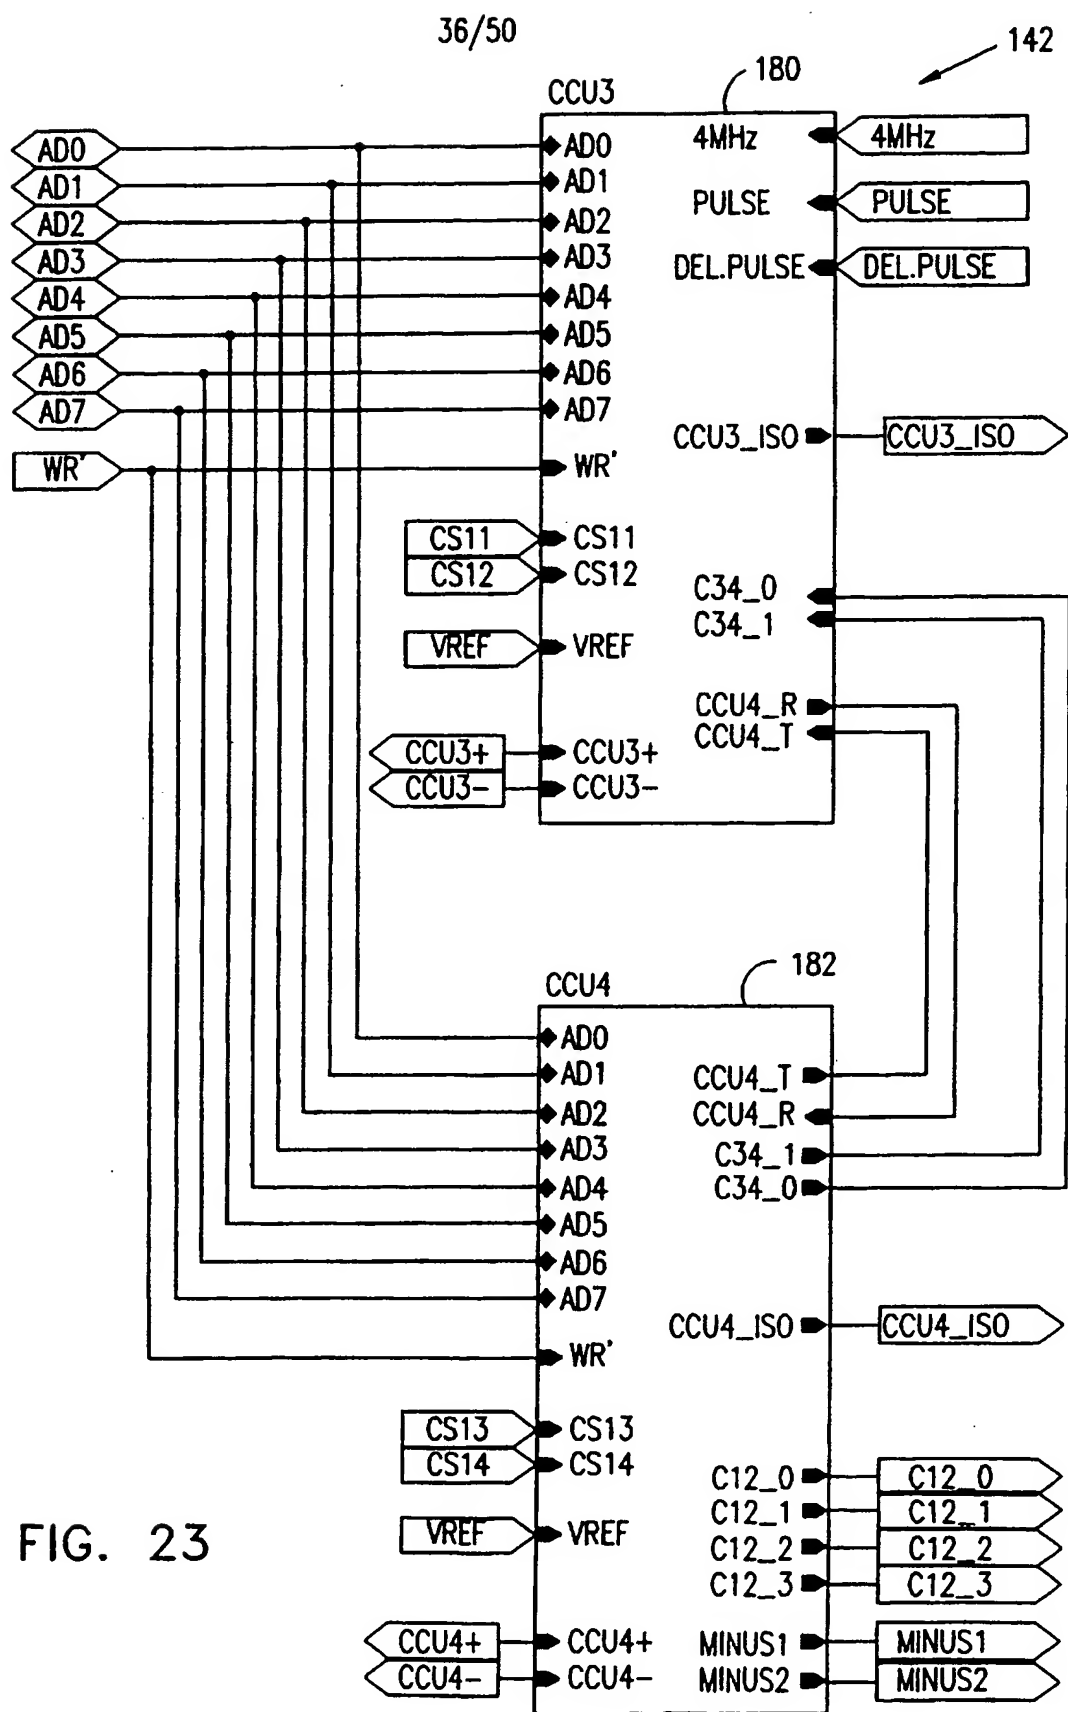 36/50
142
180
CCU3
AD0
AD1
AD2
AD3
AD4
AD5
AD6
AD7
WR'
CS11
CS12
VREF
CCU3+
CCU3-
AD0
AD1
AD2
AD3
AD4
AD5
AD6
AD7
WR'
CS11
CS12
VREF
CCU3+
CCU3-
4MHz
PULSE
DEL.PULSE
CCU3_ISO
C34_0
C34_1
CCU4_R
CCU4_T
4MHz
PULSE
DEL.PULSE
CCU3_ISO
182
CCU4
CS13
CS14
VREF
CCU4+
CCU4-
AD0
AD1
AD2
AD3
AD4
AD5
AD6
AD7
WR'
CS13
CS14
VREF
CCU4+
CCU4-
CCU4_T
CCU4_R
C34_1
C34_0
CCU4_ISO
C12_0
C12_1
C12_2
C12_3
MINUS1
MINUS2
CCU4_ISO
C12_0
C12_1
C12_2
C12_3
MINUS1
MINUS2
FIG. 23